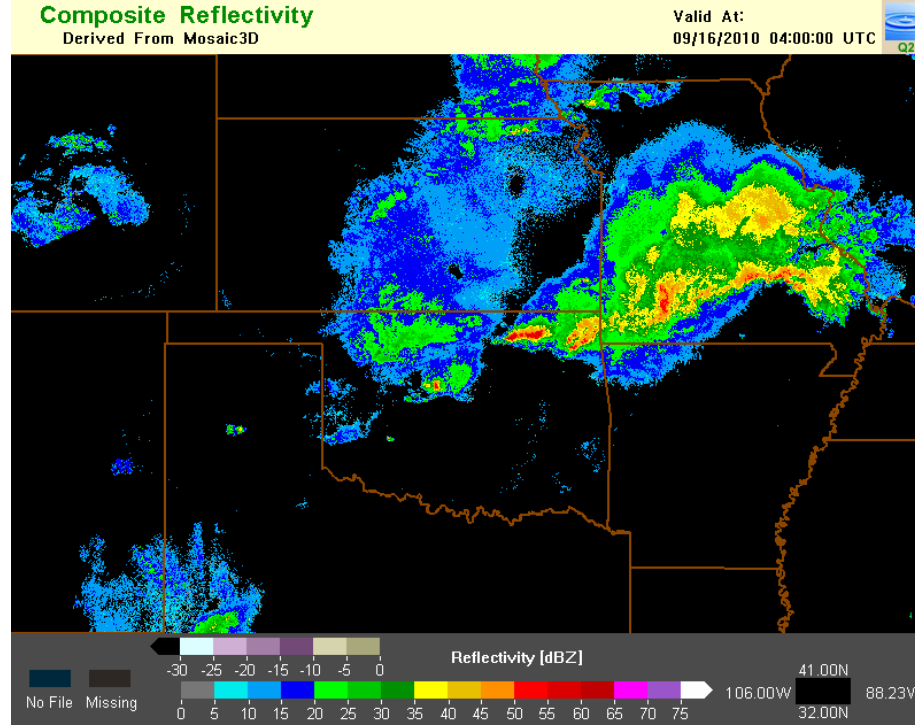 Composite Reflectivity
Derived From Mosaic3D
Valid At:
09/16/2010 04:00:00 UTC
Q2
Reflectivity [dBZ]
-30 -25 -20 -15 -10 -5 0
No File Missing
0 5 10 15 20 25 30 35 40 45 50 55 60 65 70 75
41.00N
106.00W 88.23W
32.00N